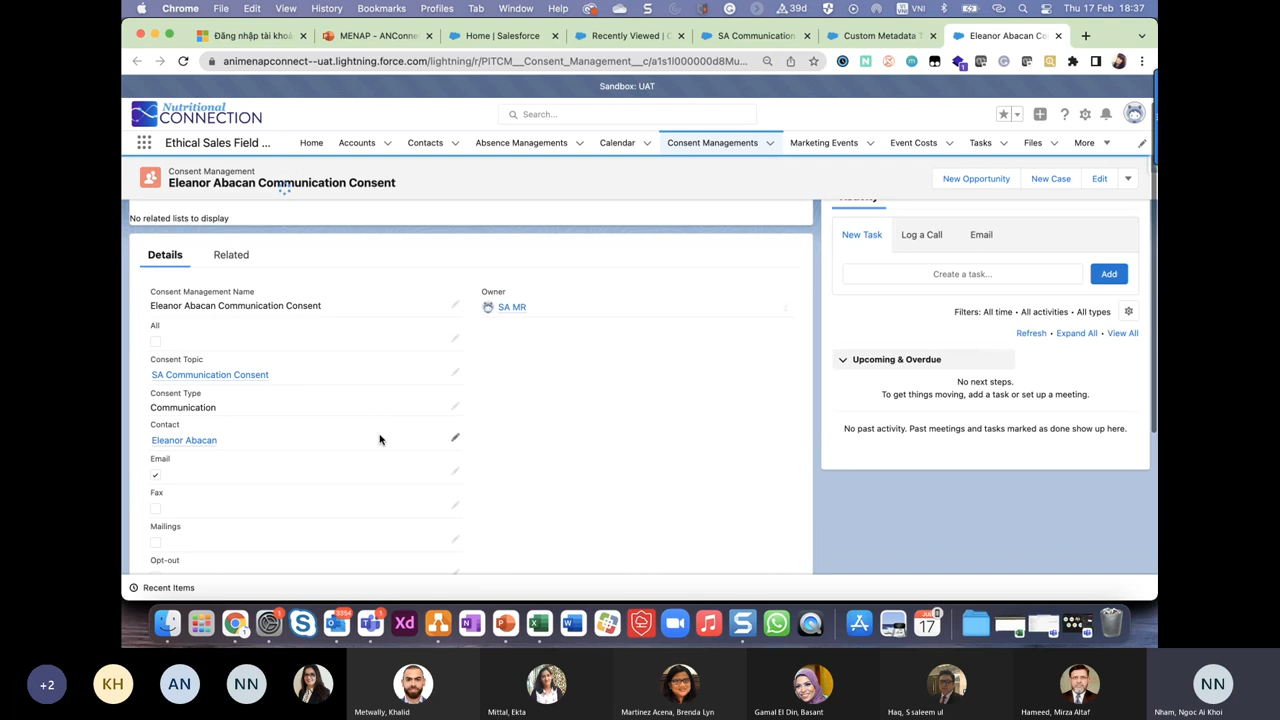 Chrome File Edit View History Bookmarks Profiles Tab Window Help 39d VNI Thu 17 Feb 18:37
Đăng nhập tài khoả
MENAP - ANConne
Home | Salesforce
Recently Viewed | C
SA Communication
Custom Metadata T
Eleanor Abacan Co
animenapconnect--uat.lightning.force.com/lightning/r/PITCM__Consent_Management__c/a1s1l000000d8Mu...
Sandbox: UAT
Nutritional
CONNECTION
Search...
Ethical Sales Field ... Home Accounts Contacts Absence Managements Calendar Consent Managements Marketing Events Event Costs Tasks Files More
Consent Management
Eleanor Abacan Communication Consent
New Opportunity New Case Edit
No related lists to display
Activity
Details Related
New Task Log a Call Email
Create a task... Add
Consent Management Name
Eleanor Abacan Communication Consent
Owner
SA MR
All
Consent Topic
SA Communication Consent
Consent Type
Communication
Contact
Eleanor Abacan
Email
Fax
Mailings
Opt-out
Filters: All time • All activities • All types
Refresh • Expand All • View All
Upcoming & Overdue
No next steps.
To get things moving, add a task or set up a meeting.
No past activity. Past meetings and tasks marked as done show up here.
Recent Items
3354
1
Xd
17
+2
KH
AN
NN
NN
Metwally, Khalid
Mittal, Ekta
Martinez Acena, Brenda Lyn
Gamal El Din, Basant
Haq, S saleem ul
Hameed, Mirza Altaf
Nham, Ngoc Ai Khoi